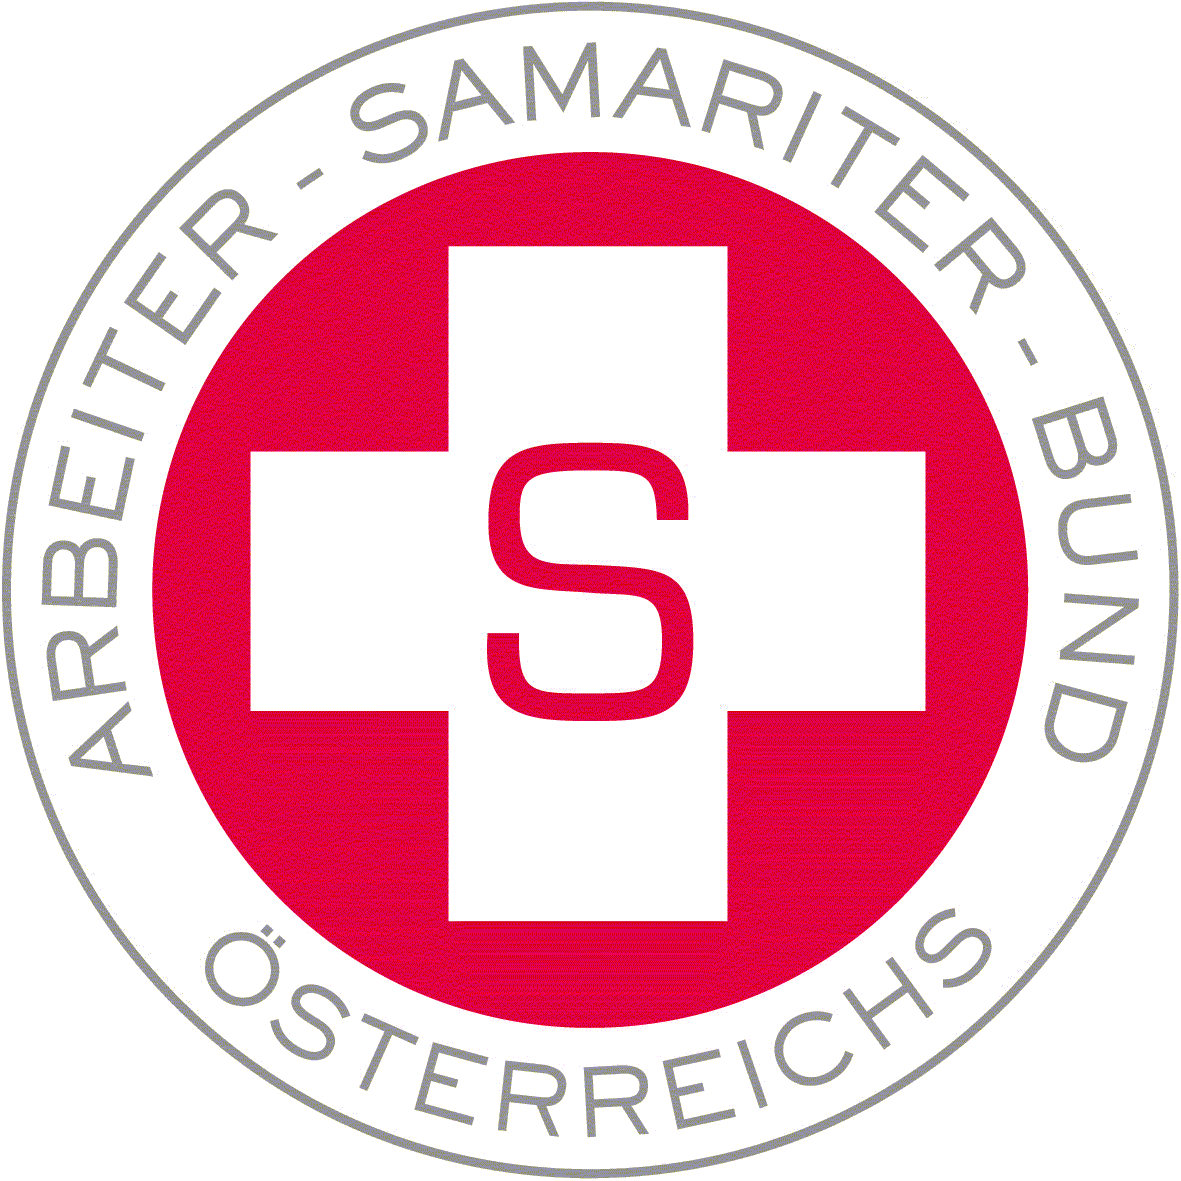 ARBEITER - SAMARITER - BUND
S
ÖSTERREICHS